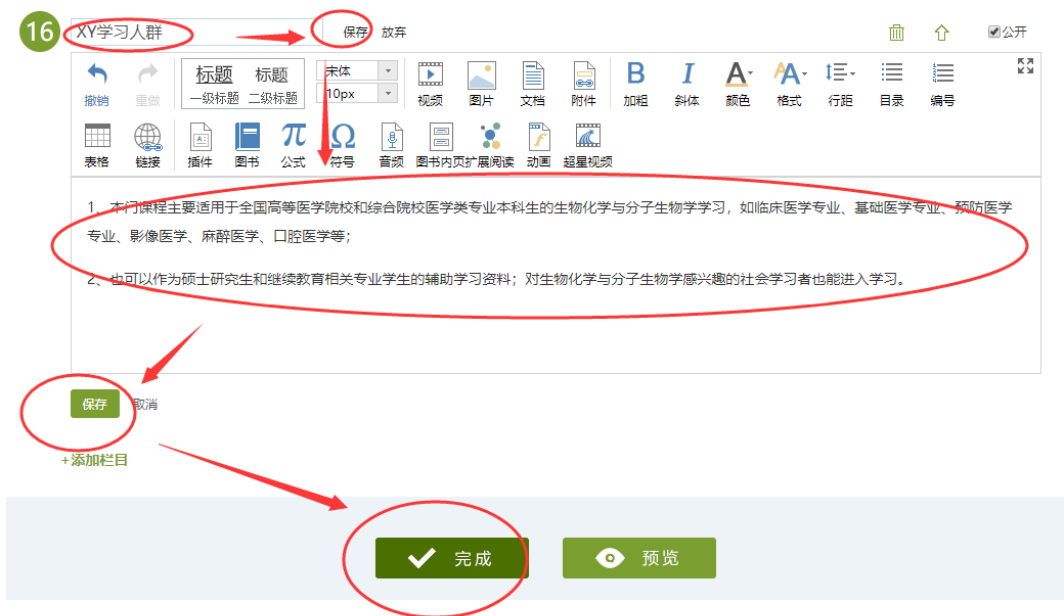 16 XY学习人群 保存 放弃 公开
撤销 重做 标题 一级标题 标题 二级标题 宋体 10px 视频 图片 文档 附件 B 加粗 I 斜体 A 颜色 AA 格式 行距 目录 编号
表格 链接 插件 图书 π 公式 Ω 符号 音频 图书内页 扩展阅读 动画 超星视频
1、本门课程主要适用于全国高等医学院校和综合院校医学类专业本科生的生物化学与分子生物学学习，如临床医学专业、基础医学专业、预防医学
专业、影像医学、麻醉医学、口腔医学等；
2、也可以作为硕士研究生和继续教育相关专业学生的辅助学习资料；对生物化学与分子生物学感兴趣的社会学习者也能进入学习。
保存 取消
+添加栏目
完成 预览